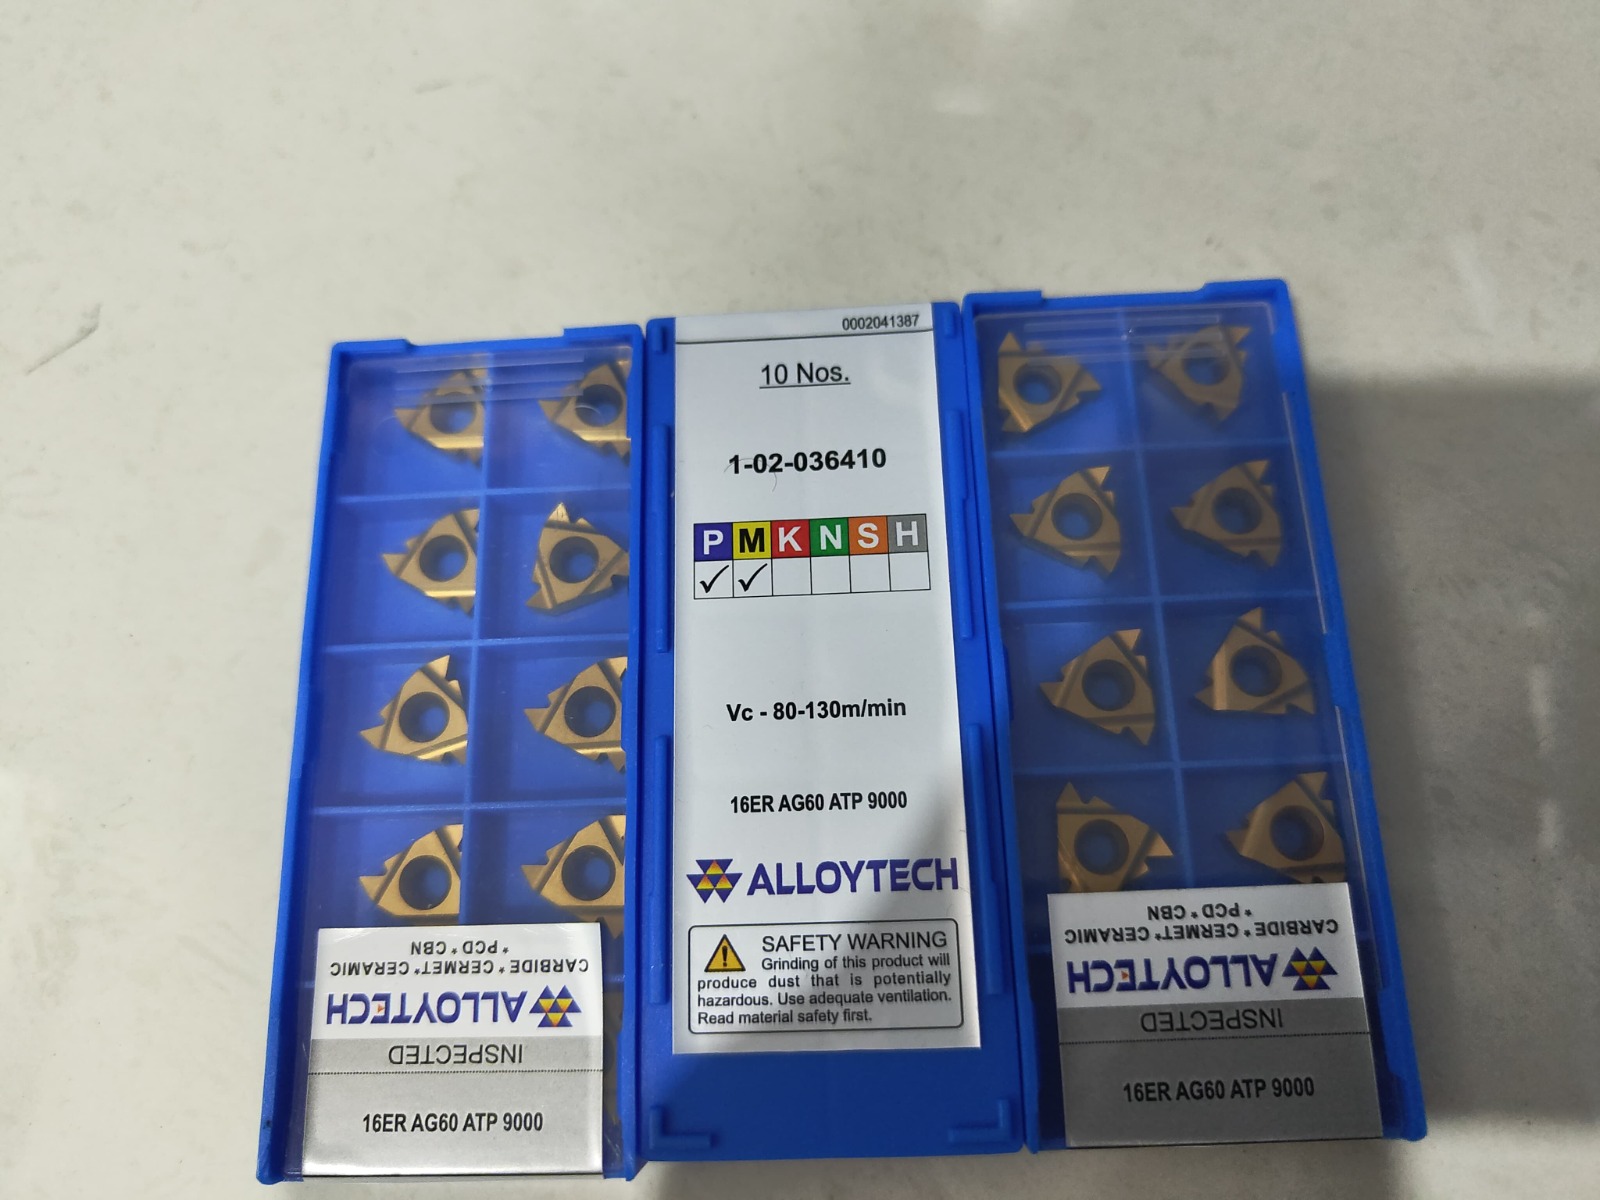 0002041387
10 Nos.
1-02-036410
P M K N S H
✓ ✓
Vc - 80-130m/min
16ER AG60 ATP 9000
ALLOYTECH
SAFETY WARNING
Grinding of this product will
produce dust that is potentially
hazardous. Use adequate ventilation.
Read material safety first.
CARBIDE * CERMET * CERAMIC
* PCD * CBN
ALLOYTECH
INSPECTED
16ER AG60 ATP 9000
CARBIDE * CERMET * CERAMIC
* PCD * CBN
ALLOYTECH
INSPECTED
16ER AG60 ATP 9000